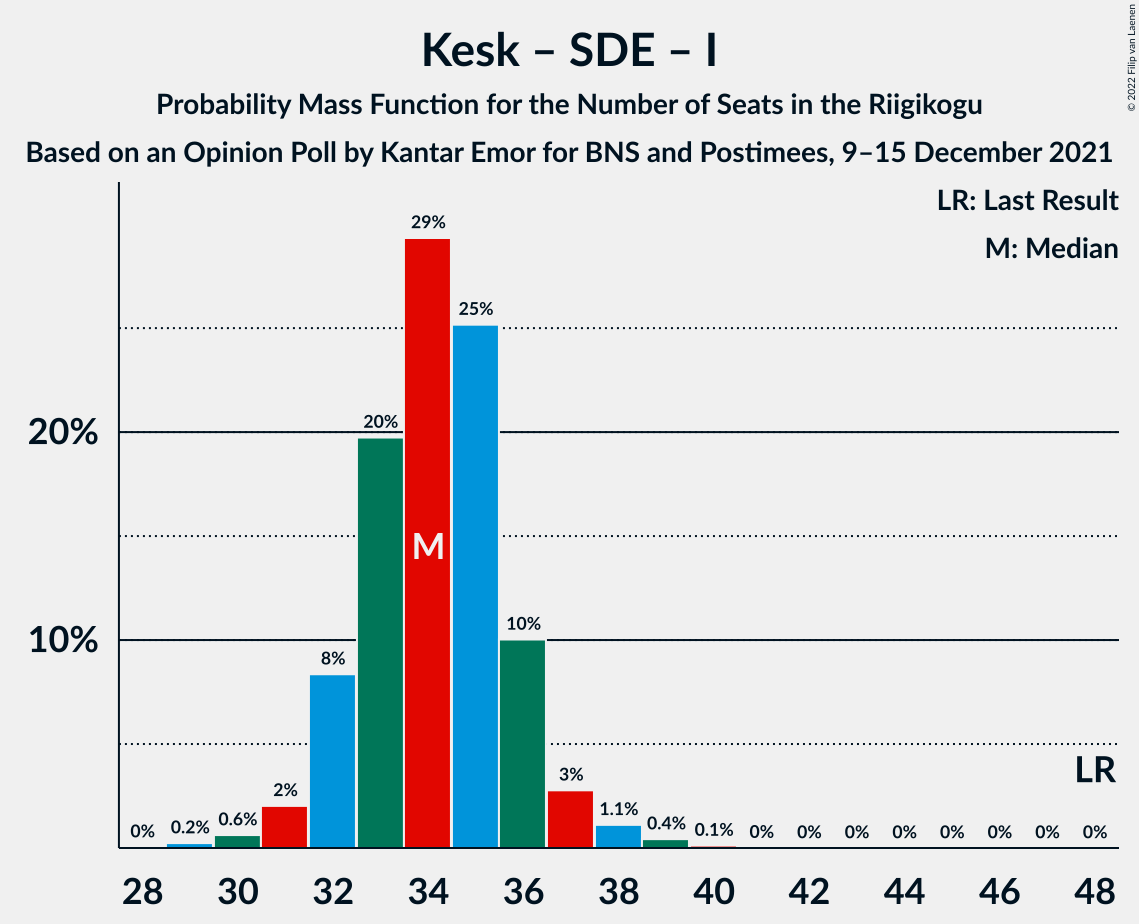 Kesk – SDE – I
Probability Mass Function for the Number of Seats in the Riigikogu
Based on an Opinion Poll by Kantar Emor for BNS and Postimees, 9–15 December 2021
© 2022 Filip van Laenen
LR: Last Result
M: Median
20%
10%
0%
0.2%
0.6%
2%
8%
20%
29%
25%
10%
3%
1.1%
0.4%
0.1%
0%
0%
0%
0%
0%
0%
0%
0%
M
LR
28 30 32 34 36 38 40 42 44 46 48